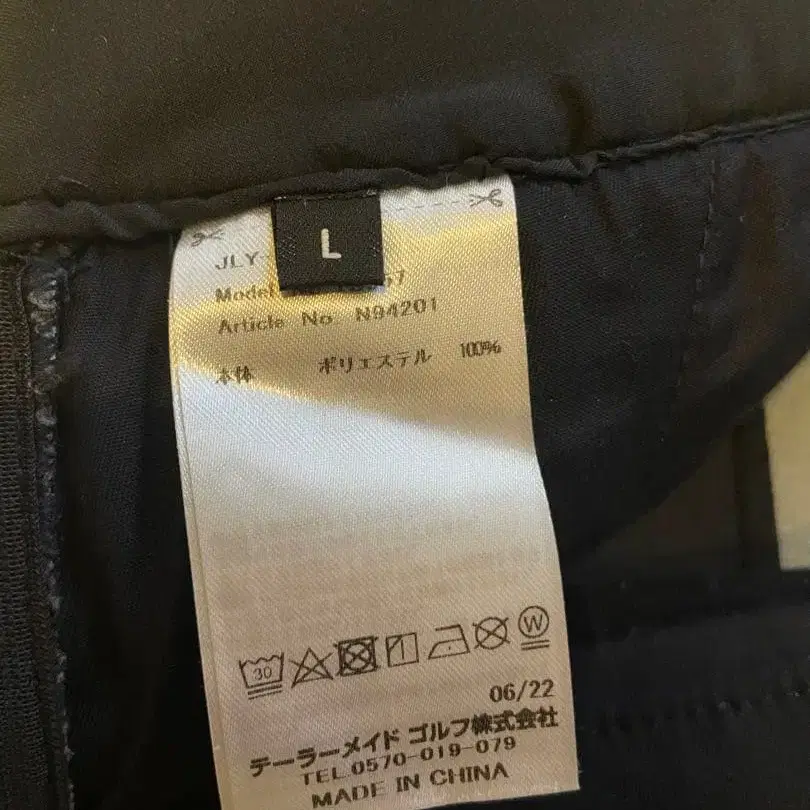 L
JLY
Model 57
Article No. N94201
本体 ポリエステル 100%
30 W
06/22
テーラーメイド ゴルフ株式会社
TEL.0570-019-079
MADE IN CHINA